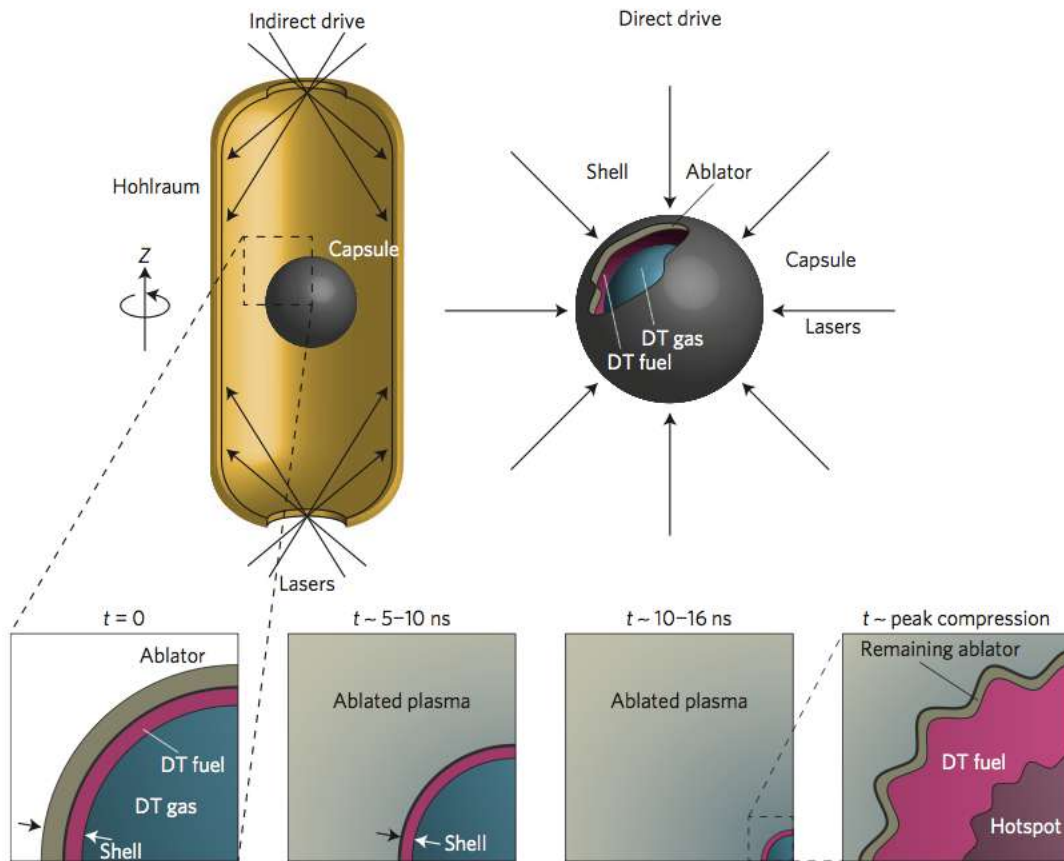 Indirect drive
Direct drive
Hohlraum
Capsule
Z
Lasers
Shell
Ablator
Capsule
Lasers
DT gas
DT fuel
t = 0
Ablator
DT fuel
DT gas
Shell
t ~ 5–10 ns
Ablated plasma
Shell
t ~ 10–16 ns
Ablated plasma
t ~ peak compression
Remaining ablator
DT fuel
Hotspot